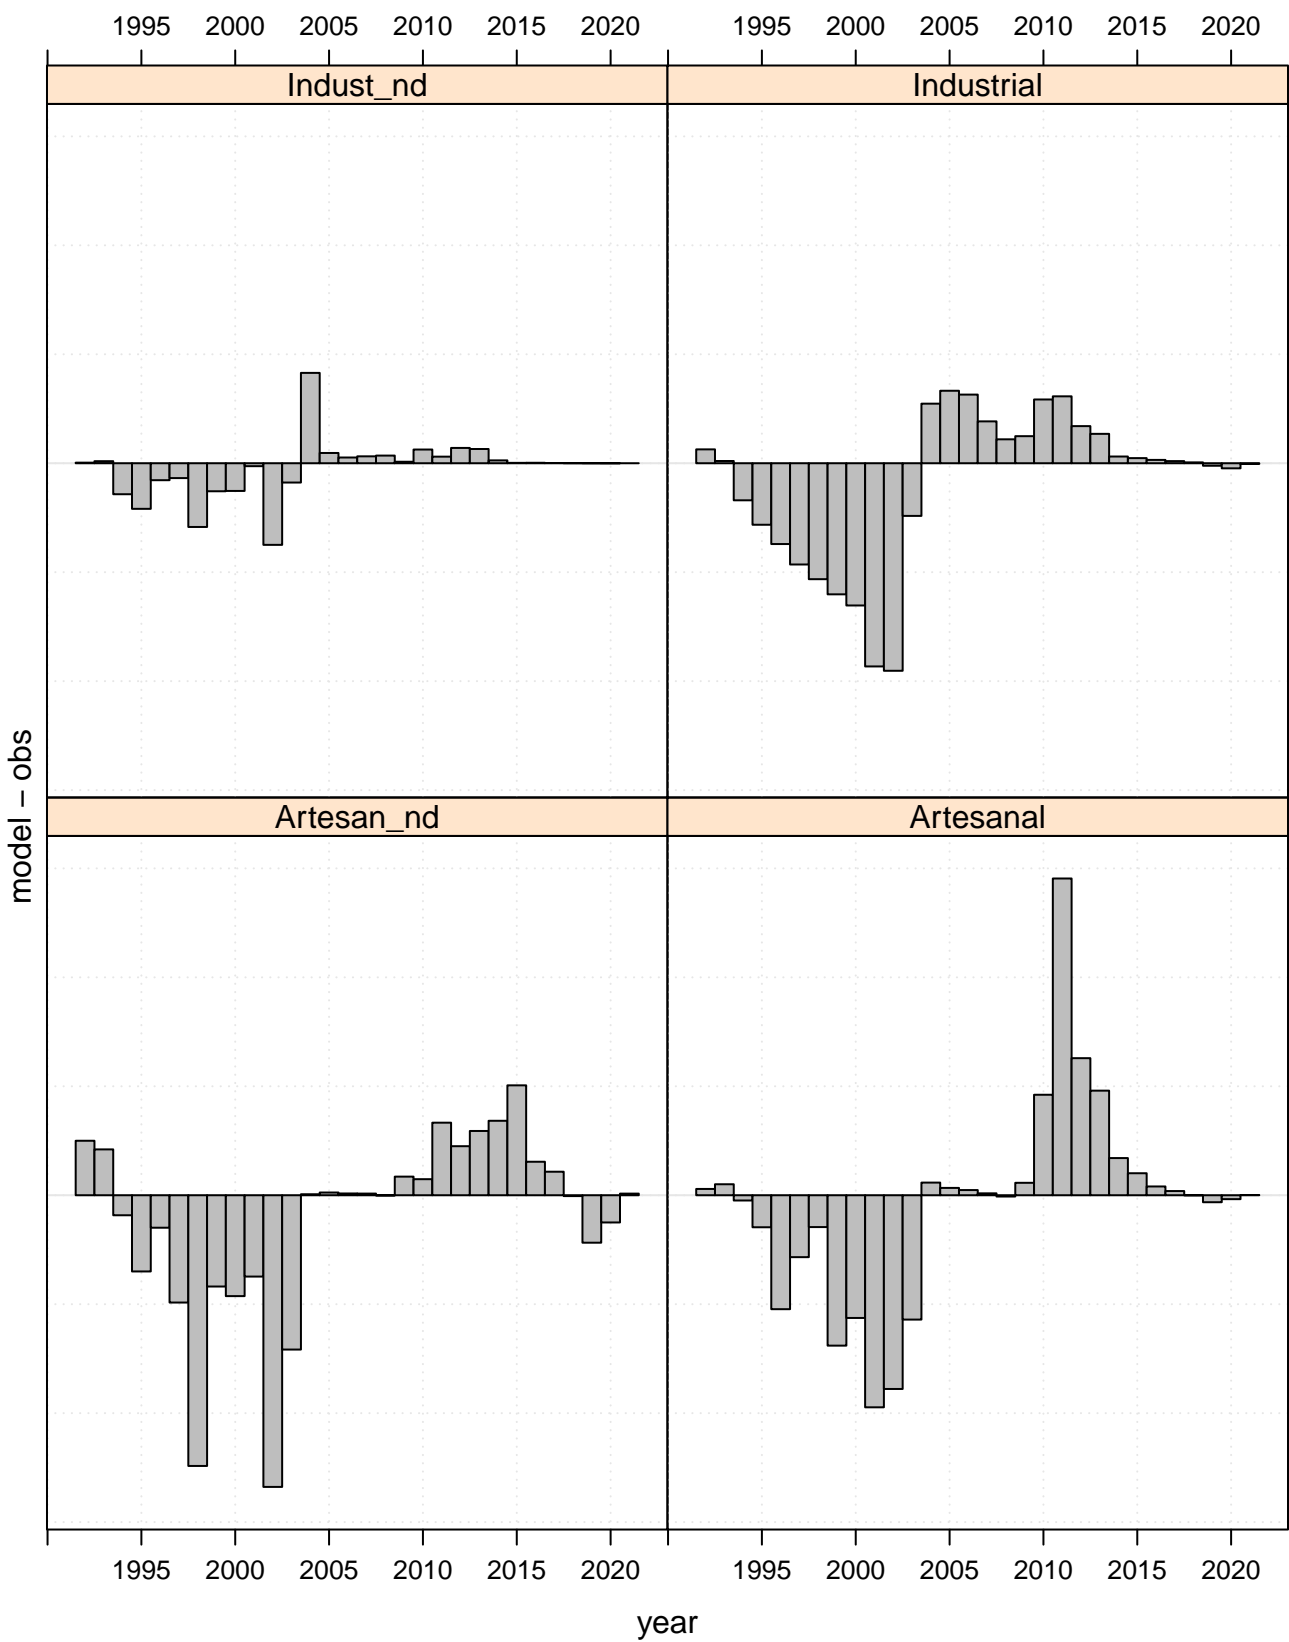 1995 2000 2005 2010 2015 2020 1995 2000 2005 2010 2015 2020
Indust_nd Industrial
model − obs
Artesan_nd Artesanal
1995 2000 2005 2010 2015 2020 1995 2000 2005 2010 2015 2020
year